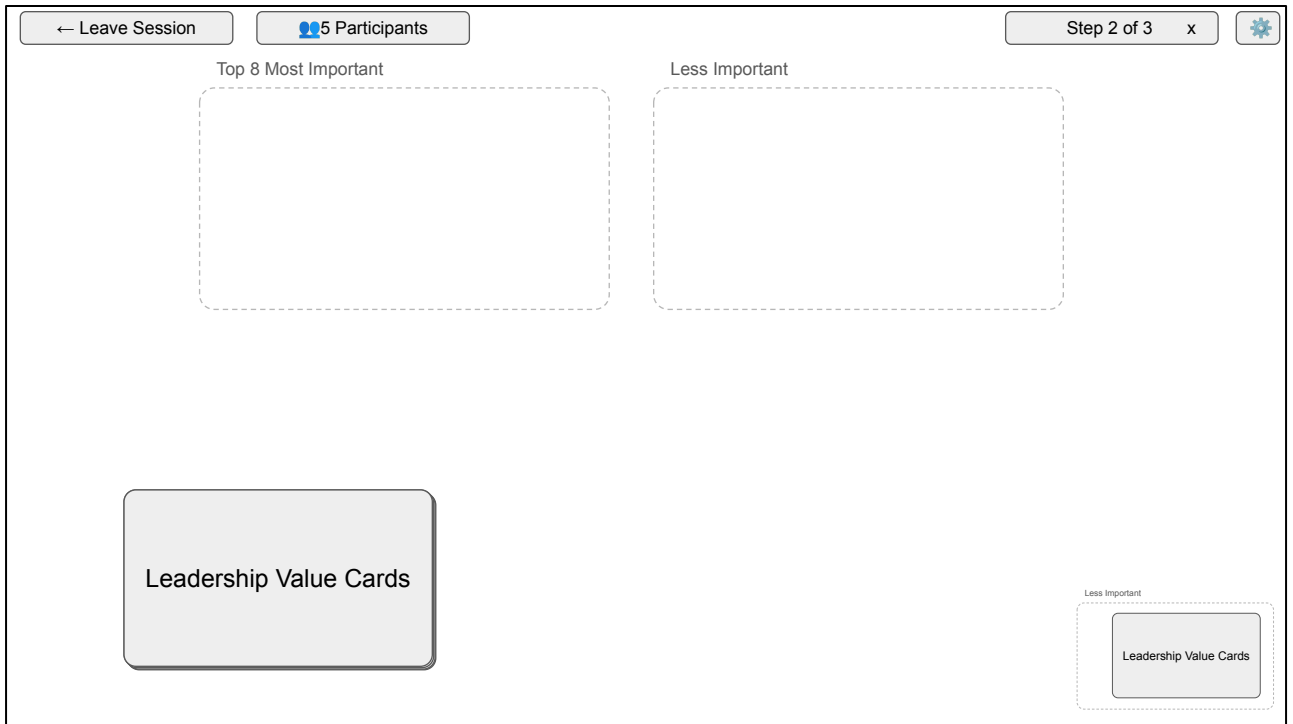 ← Leave Session
👥5 Participants
Step 2 of 3 x
Top 8 Most Important
Less Important
Leadership Value Cards
Less Important
Leadership Value Cards